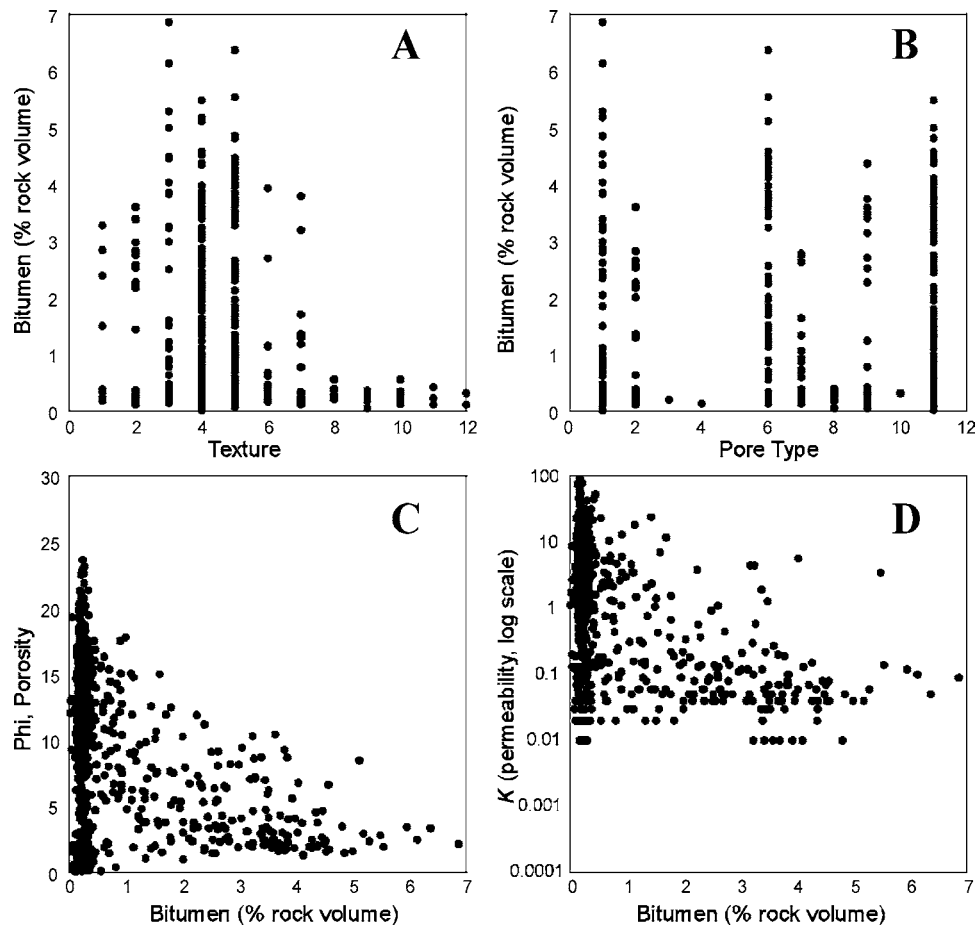 A
7
6
5
4
3
2
1
0
0 2 4 6 8 10 12
Bitumen (% rock volume)
Texture
B
7
6
5
4
3
2
1
0
0 2 4 6 8 10 12
Bitumen (% rock volume)
Pore Type
C
30
25
20
15
10
5
0
0 1 2 3 4 5 6 7
Phi, Porosity
Bitumen (% rock volume)
D
100
10
1
0.1
0.01
0.001
0.0001
0 1 2 3 4 5 6 7
K (permeability, log scale)
Bitumen (% rock volume)